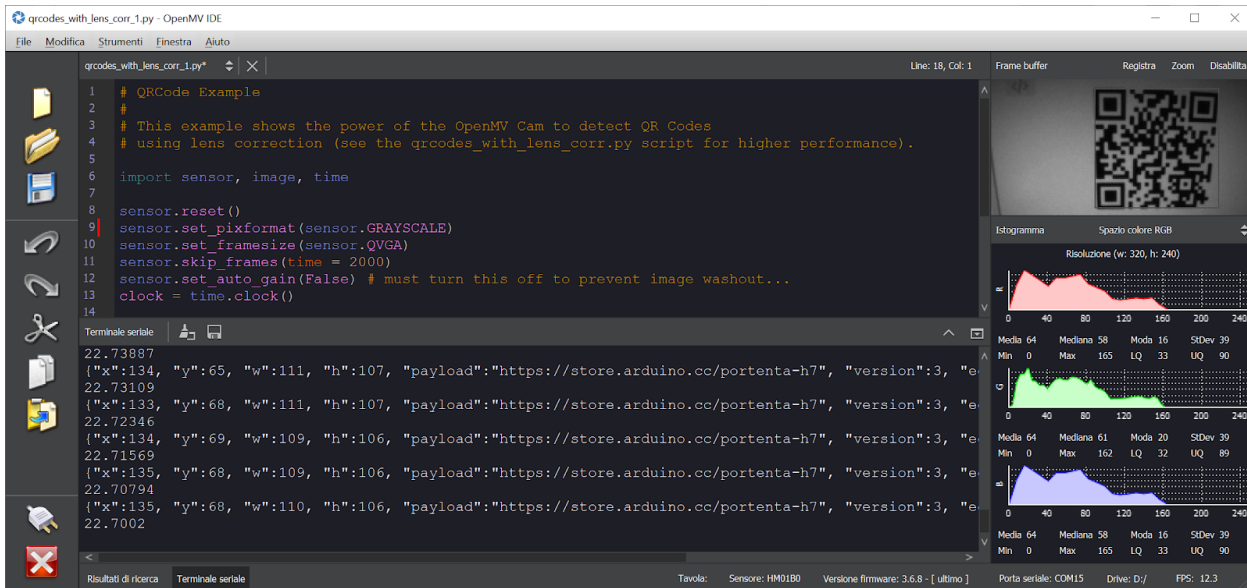 qrcodes_with_lens_corr_1.py - OpenMV IDE
File Modifica Strumenti Finestra Aiuto
qrcodes_with_lens_corr_1.py* Line: 18, Col: 1
1 # QRCode Example
2 #
3 # This example shows the power of the OpenMV Cam to detect QR Codes
4 # using lens correction (see the qrcodes_with_lens_corr.py script for higher performance).
5
6 import sensor, image, time
7
8 sensor.reset()
9 sensor.set_pixformat(sensor.GRAYSCALE)
10 sensor.set_framesize(sensor.QVGA)
11 sensor.skip_frames(time = 2000)
12 sensor.set_auto_gain(False) # must turn this off to prevent image washout...
13 clock = time.clock()
14
Terminale seriale
22.73887
{"x":134, "y":65, "w":111, "h":107, "payload":"https://store.arduino.cc/portenta-h7", "version":3, "e
22.73109
{"x":133, "y":68, "w":111, "h":107, "payload":"https://store.arduino.cc/portenta-h7", "version":3, "e
22.72346
{"x":134, "y":69, "w":109, "h":106, "payload":"https://store.arduino.cc/portenta-h7", "version":3, "e
22.71569
{"x":135, "y":68, "w":109, "h":106, "payload":"https://store.arduino.cc/portenta-h7", "version":3, "e
22.70794
{"x":135, "y":68, "w":110, "h":106, "payload":"https://store.arduino.cc/portenta-h7", "version":3, "e
22.7002
Frame buffer Registra Zoom Disabilita
Istogramma Spazio colore RGB
Risoluzione (w: 320, h: 240)
R
0 40 80 120 160 200 240
Media 64 Mediana 58 Moda 16 StDev 39
Min 0 Max 165 LQ 33 UQ 90
G
0 40 80 120 160 200 240
Media 64 Mediana 61 Moda 20 StDev 39
Min 0 Max 162 LQ 32 UQ 89
B
0 40 80 120 160 200 240
Media 64 Mediana 58 Moda 16 StDev 39
Min 0 Max 165 LQ 33 UQ 90
Risultati di ricerca Terminale seriale Tavola: Sensore: HM01B0 Versione firmware: 3.6.8 - [ ultimo ] Porta seriale: COM15 Drive: D:/ FPS: 12.3